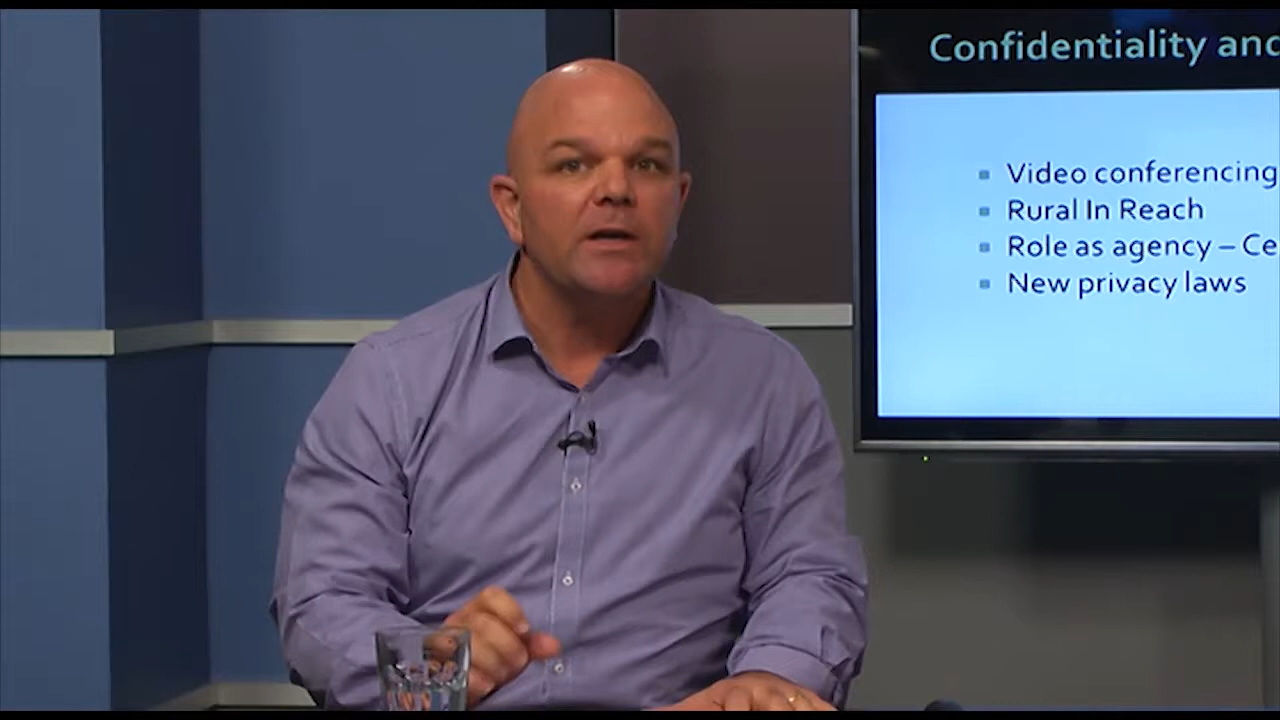 Confidentiality and
Video conferencing
Rural In Reach
Role as agency – Ce
New privacy laws